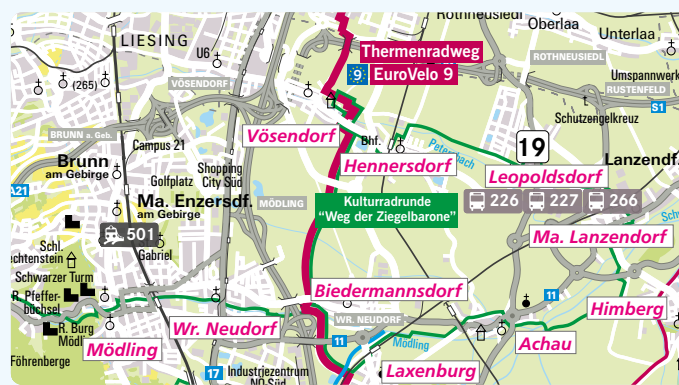 Rothneusiedl
Oberlaa
Unterlaa
LIESING
U6
Thermenradweg
9 EuroVelo 9
ROTHNEUSIEDL
(265)
VÖSENDORF
Umspannwerk
RUSTENFELD
S1
Schutzengelkreuz
BRUNN a. Geb.
Campus 21
Vösendorf
Bhf.
Petersbach
19
Brunn
am Gebirge
Hennersdorf
Leopoldsdorf
Lanzendf.
A21
Golfplatz
Shopping
City Süd
Ma. Enzersdf.
am Gebirge
MÖDLING
Kulturradrunde
"Weg der Ziegelbarone"
226
227
266
501
Gabriel
Ma. Lanzendorf
Schl.
chtenstein
Schwarzer Turm
R. Pfeffer-
büchsel
Biedermannsdorf
11
Himberg
R. Burg
Mödl
Wr. Neudorf
WR. NEUDORF
Mödling
11
Mödling
Achau
Föhrenberge
17
Industriezentrum
NÖ-Süd
Laxenburg